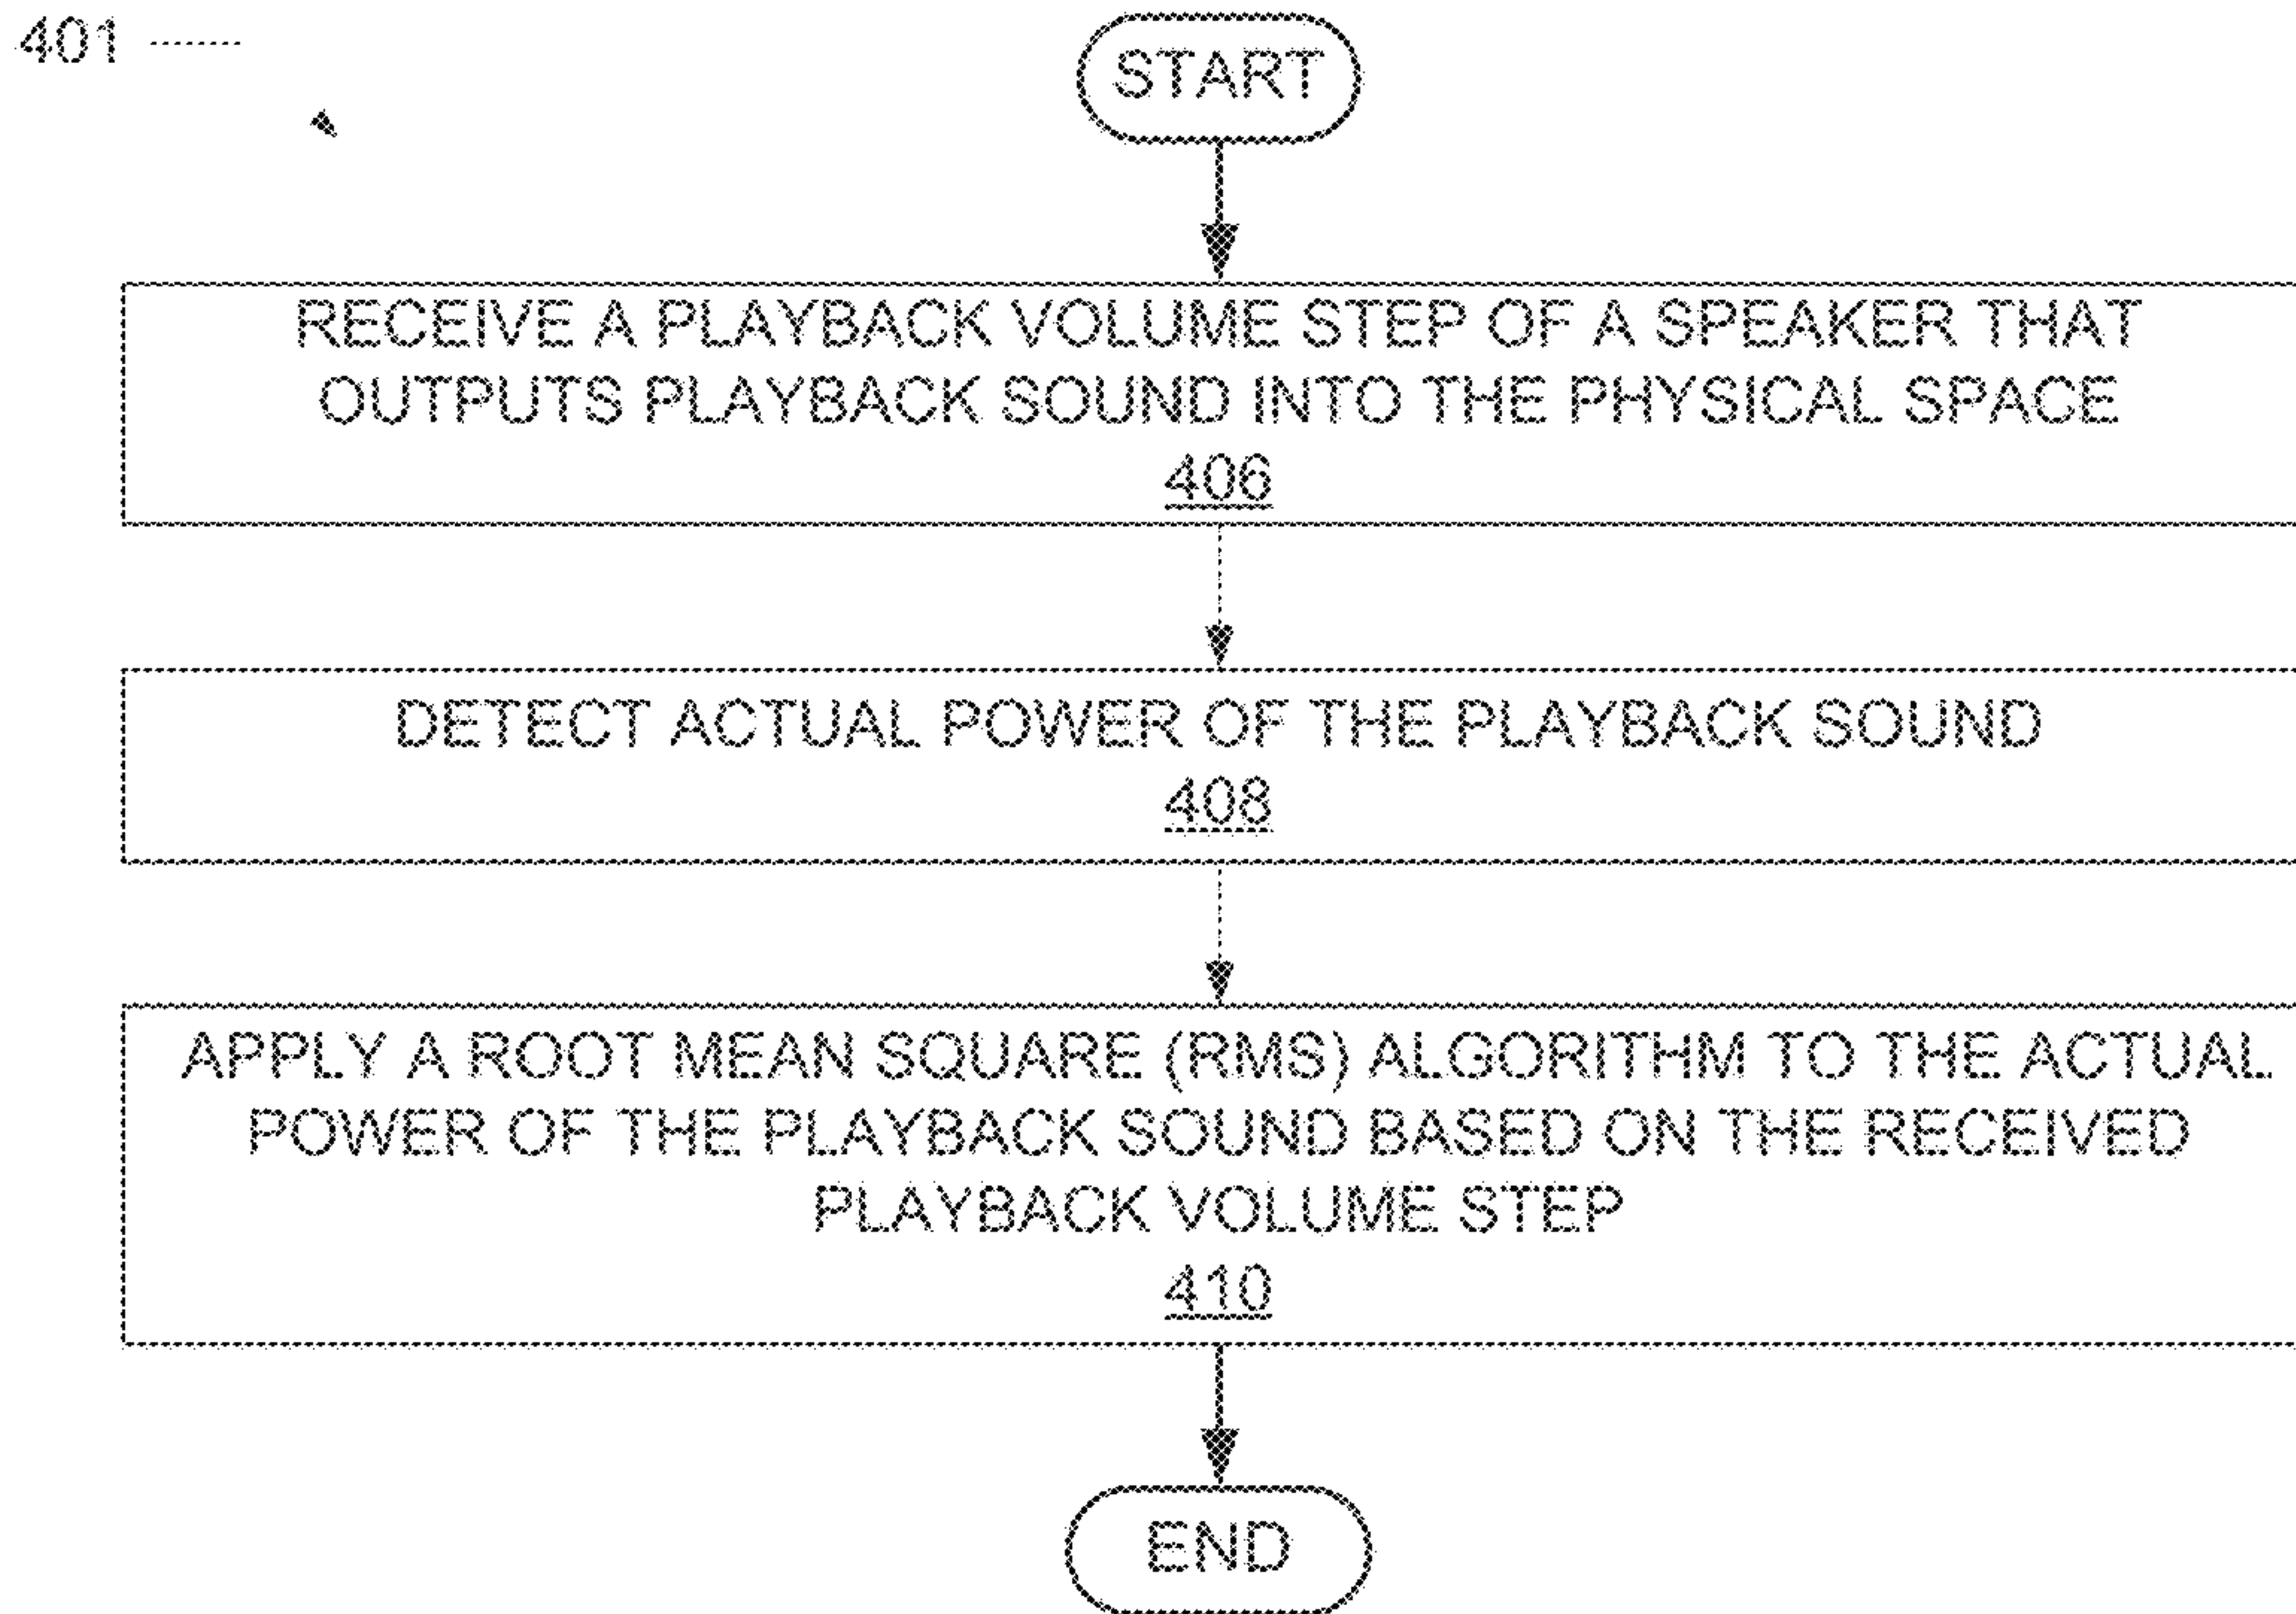 401
START
RECEIVE A PLAYBACK VOLUME STEP OF A SPEAKER THAT
OUTPUTS PLAYBACK SOUND INTO THE PHYSICAL SPACE
406
DETECT ACTUAL POWER OF THE PLAYBACK SOUND
408
APPLY A ROOT MEAN SQUARE (RMS) ALGORITHM TO THE ACTUAL
POWER OF THE PLAYBACK SOUND BASED ON THE RECEIVED
PLAYBACK VOLUME STEP
410
END